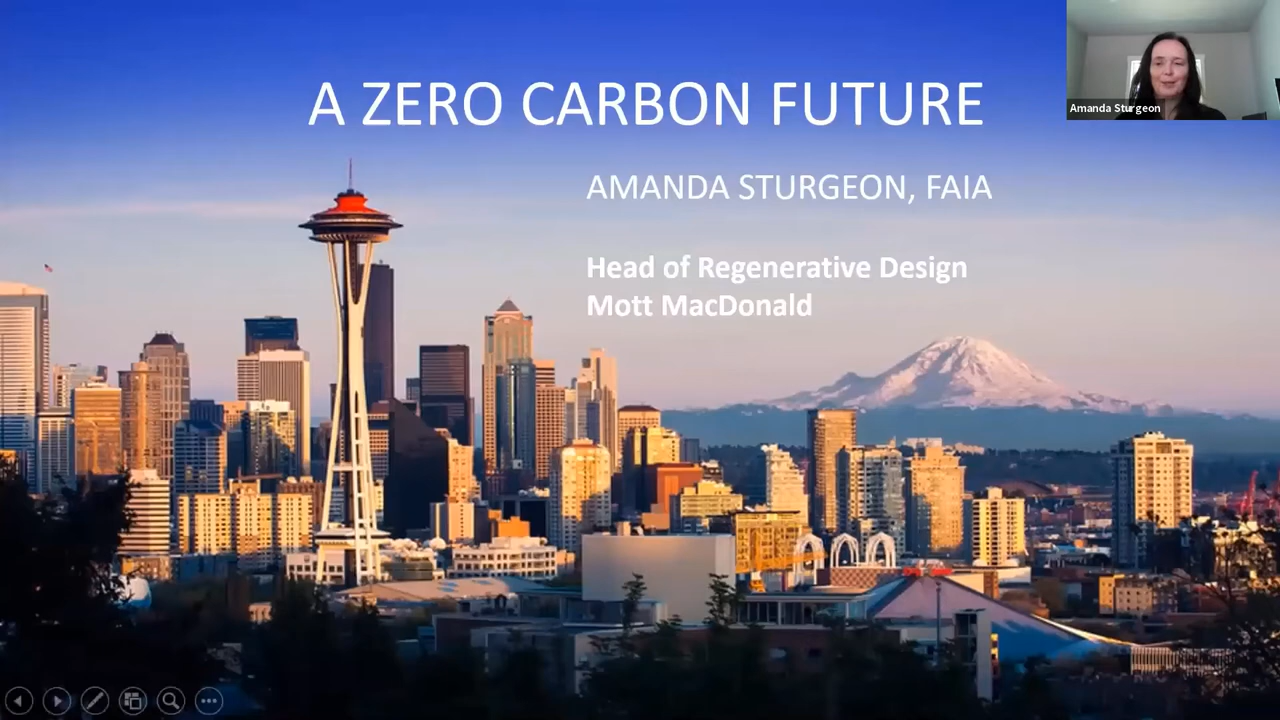 A ZERO CARBON FUTURE
Amanda Sturgeon
AMANDA STURGEON, FAIA
Head of Regenerative Design
Mott MacDonald